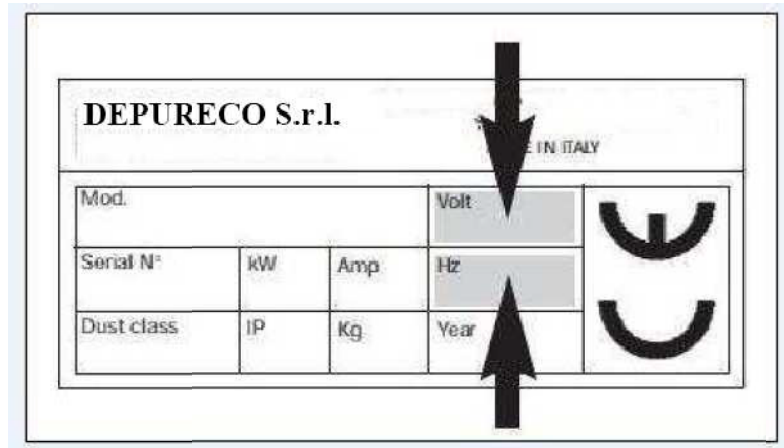 DEPURECO S.r.l.
IN ITALY
Mod. Volt
Serial N° kW Amp Hz
Dust class IP Kg Year